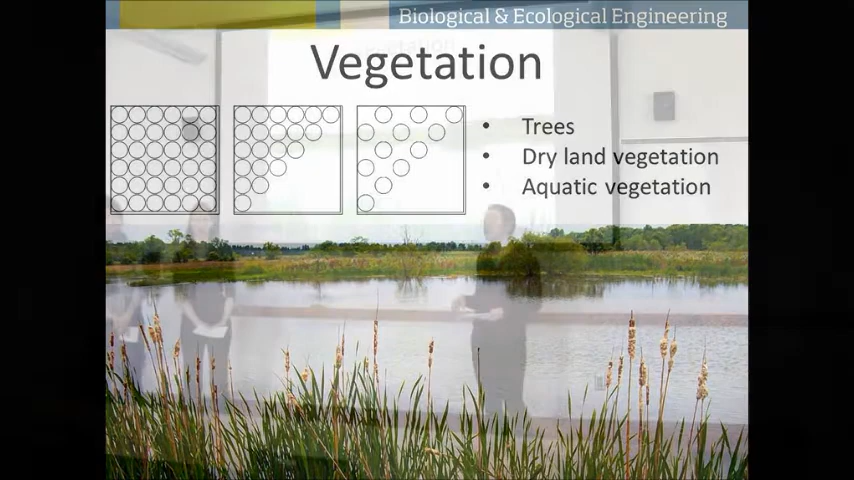 Biological & Ecological Engineering
Vegetation
• Trees
• Dry land vegetation
• Aquatic vegetation